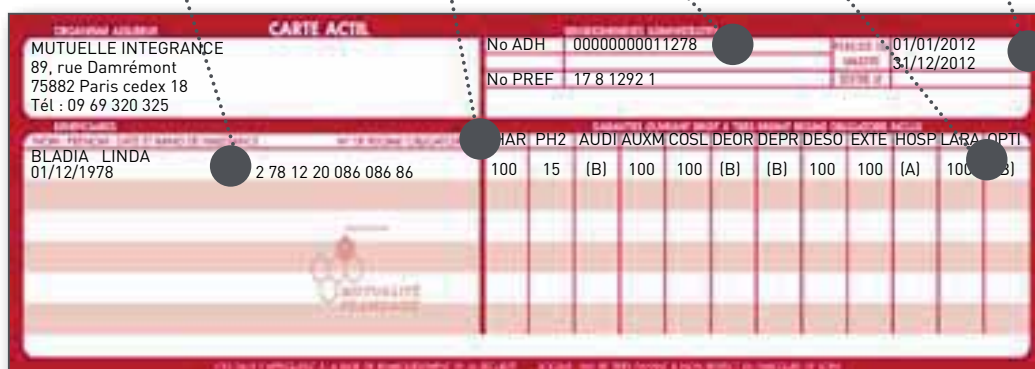 CARTE ACTIL
MUTUELLE INTEGRANCE
89, rue Damrémont
75882 Paris cedex 18
Tél : 09 69 320 325
No ADH 00000000011278
No PREF 17 8 1292 1
01/01/2012
31/12/2012
PH2 AUDI AUXM COSL DEOR DEPR DESO EXTE HOSP LARA OPTI
BLADIA LINDA
01/12/1978 2 78 12 20 086 086 86
100 15 (B) 100 100 (B) (B) 100 100 (A)
MUTUALITÉ
FRANÇAISE